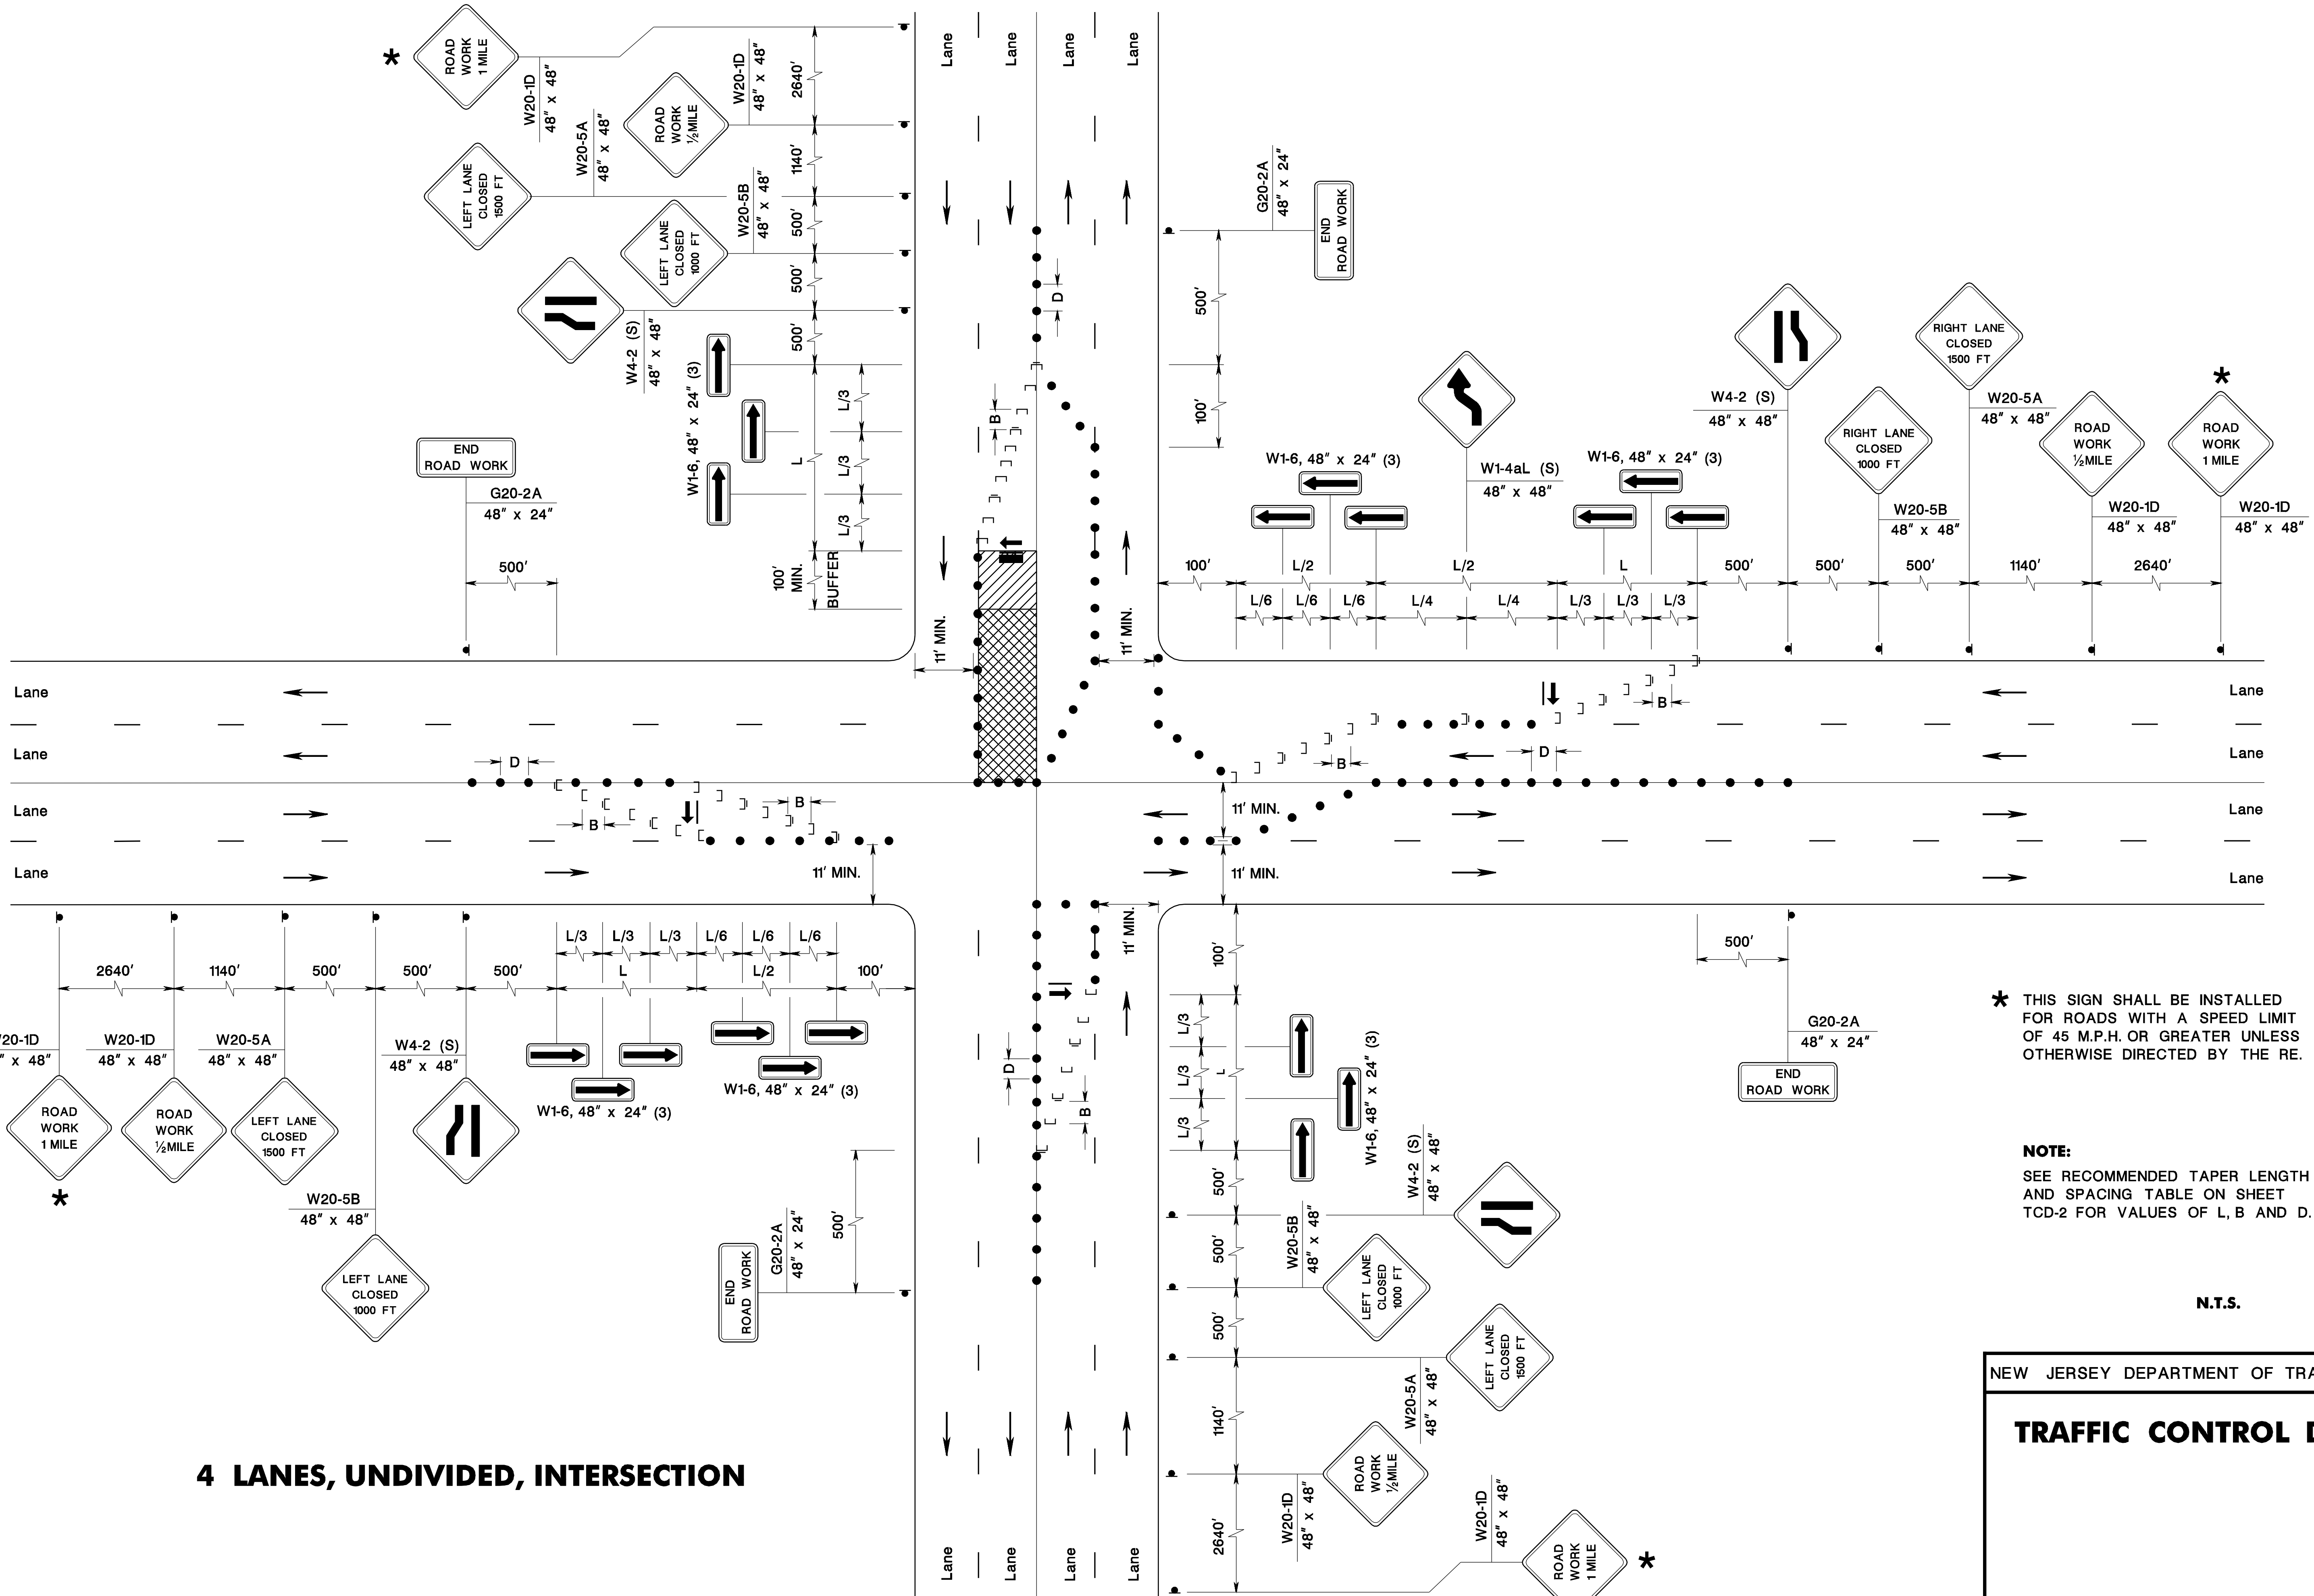 ROAD
WORK
1 MILE
*
W20-1D
48" x 48"
ROAD
WORK
½MILE
W20-1D
48" x 48"
2640'
LEFT LANE
CLOSED
1500 FT
W20-5A
48" x 48"
1140'
LEFT LANE
CLOSED
1000 FT
W20-5B
48" x 48"
500'
500'
W4-2 (S)
48" x 48"
500'
W1-6, 48" x 24" (3)
L
L/3
L/3
L/3
100'
MIN.
BUFFER
END
ROAD WORK
G20-2A
48" x 24"
500'
Lane
Lane
Lane
Lane
D
B
11' MIN.
11' MIN.
G20-2A
48" x 24"
END
ROAD WORK
500'
100'
W1-6, 48" x 24" (3)
W1-4aL (S)
48" x 48"
W1-6, 48" x 24" (3)
W4-2 (S)
48" x 48"
RIGHT LANE
CLOSED
1000 FT
W20-5B
48" x 48"
RIGHT LANE
CLOSED
1500 FT
W20-5A
48" x 48"
ROAD
WORK
½MILE
W20-1D
48" x 48"
*
ROAD
WORK
1 MILE
W20-1D
48" x 48"
100'
L/2
L/2
L
500'
500'
500'
1140'
2640'
L/6
L/6
L/6
L/4
L/4
L/3
L/3
L/3
Lane
Lane
Lane
Lane
Lane
Lane
Lane
Lane
D
B
B
B
B
D
11' MIN.
11' MIN.
11' MIN.
11' MIN.
L/3
L/3
L/3
L/6
L/6
L/6
2640'
1140'
500'
500'
500'
L
L/2
100'
20-1D
" x 48"
W20-1D
48" x 48"
W20-5A
48" x 48"
W4-2 (S)
48" x 48"
ROAD
WORK
1 MILE
*
ROAD
WORK
½MILE
LEFT LANE
CLOSED
1500 FT
W20-5B
48" x 48"
LEFT LANE
CLOSED
1000 FT
W1-6, 48" x 24" (3)
W1-6, 48" x 24" (3)
END
ROAD WORK
G20-2A
48" x 24"
500'
D
B
100'
L/3
L/3
L/3
L
W1-6, 48" x 24" (3)
500'
W4-2 (S)
48" x 48"
500'
W20-5B
48" x 48"
LEFT LANE
CLOSED
1000 FT
500'
LEFT LANE
CLOSED
1500 FT
W20-5A
48" x 48"
1140'
ROAD
WORK
½MILE
W20-1D
48" x 48"
2640'
W20-1D
48" x 48"
ROAD
WORK
1 MILE
*
Lane
Lane
Lane
Lane
500'
G20-2A
48" x 24"
END
ROAD WORK
* THIS SIGN SHALL BE INSTALLED
FOR ROADS WITH A SPEED LIMIT
OF 45 M.P.H. OR GREATER UNLESS
OTHERWISE DIRECTED BY THE RE.
NOTE:
SEE RECOMMENDED TAPER LENGTH
AND SPACING TABLE ON SHEET
TCD-2 FOR VALUES OF L, B AND D.
N.T.S.
4 LANES, UNDIVIDED, INTERSECTION
NEW JERSEY DEPARTMENT OF TRA
TRAFFIC CONTROL D